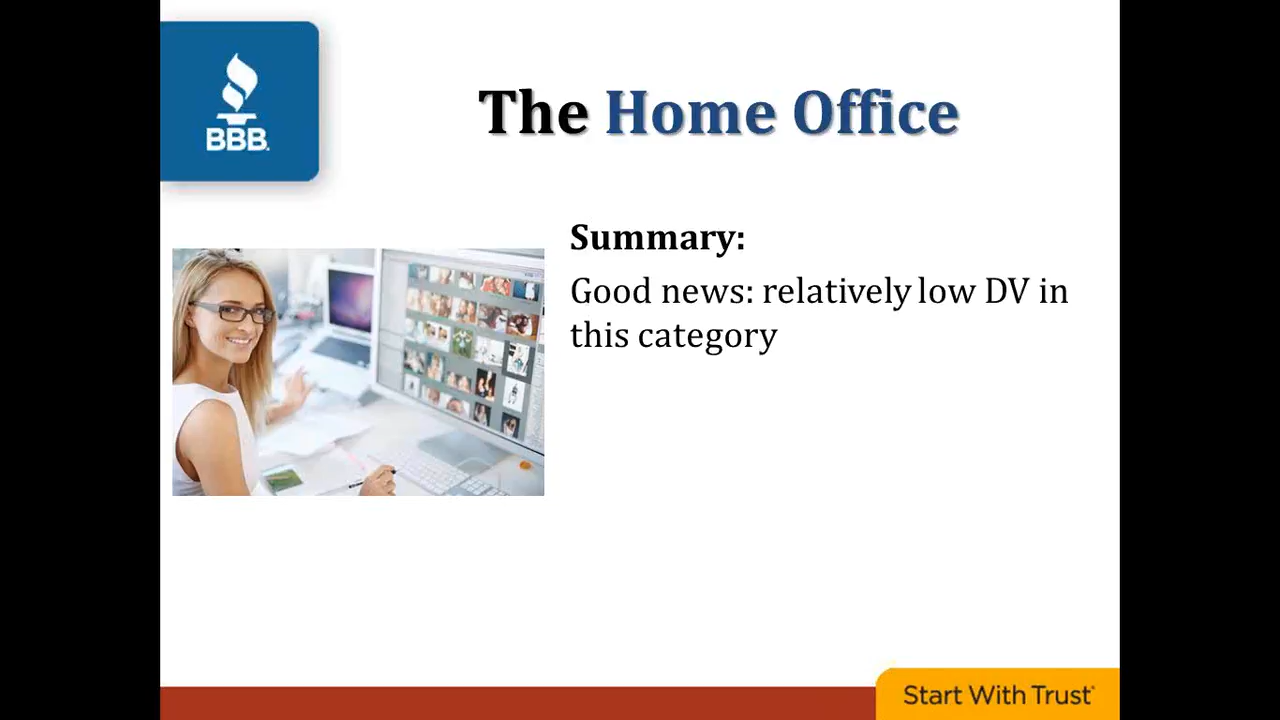 BBB.
The Home Office
Summary:
Good news: relatively low DV in
this category
Start With Trust®